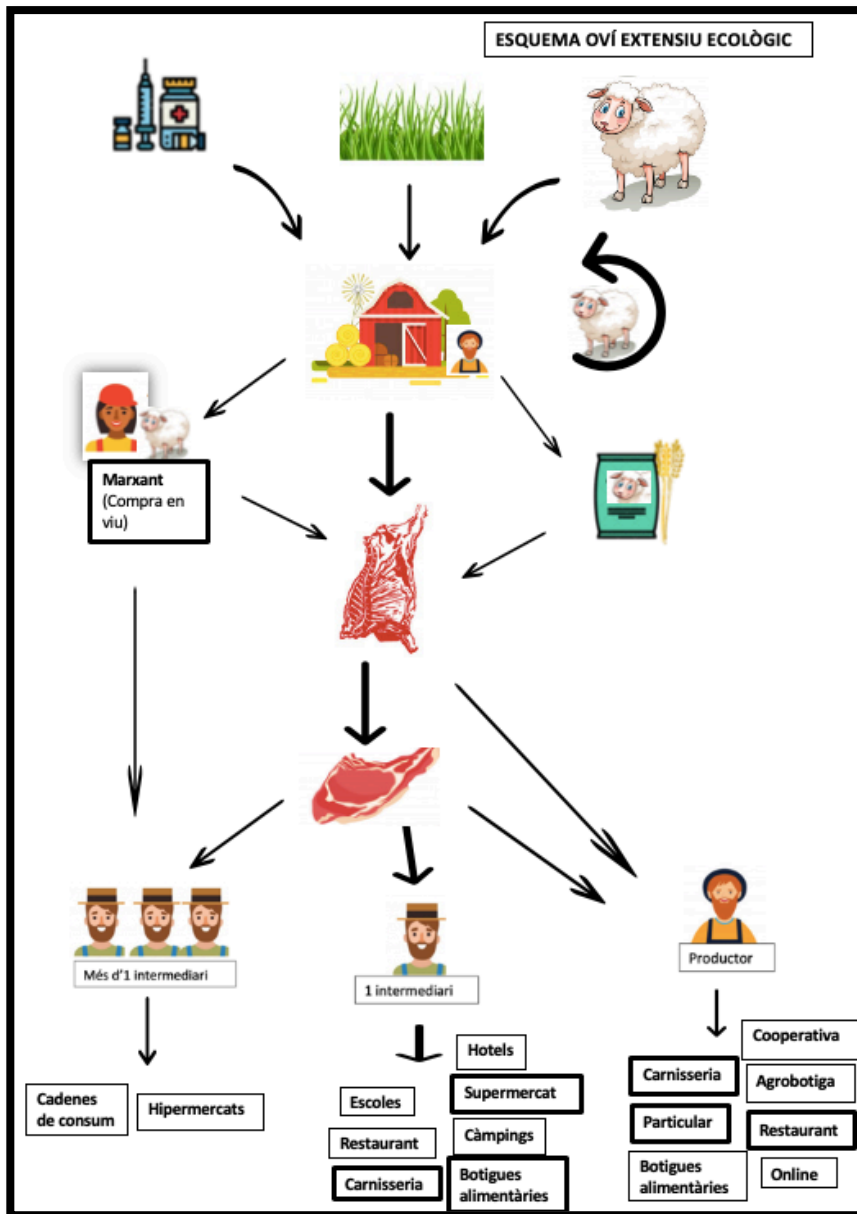 ESQUEMA OVÍ EXTENSIU ECOLÒGIC
Marxant
(Compra en
viu)
Més d'1 intermediari
1 intermediari
Productor
Cadenes
de consum
Hipermercats
Hotels
Escoles
Supermercat
Restaurant
Càmpings
Carnisseria
Botigues
alimentàries
Cooperativa
Carnisseria
Agrobotiga
Particular
Restaurant
Botigues
alimentàries
Online